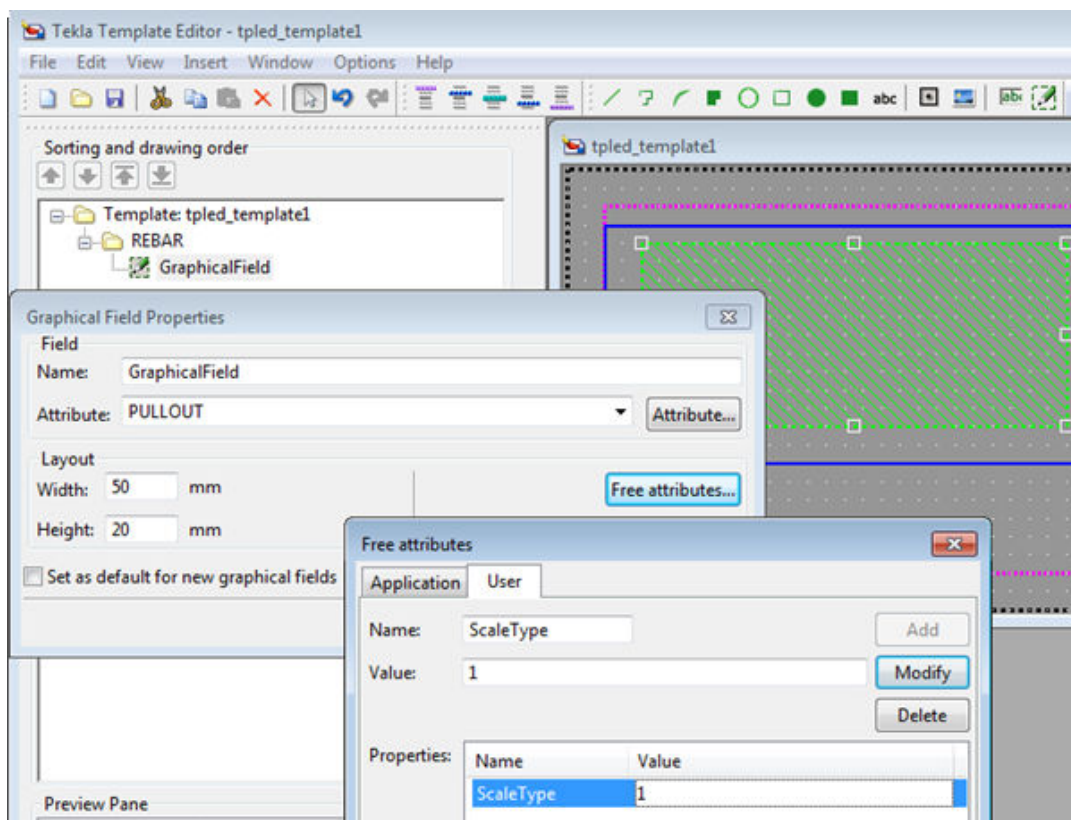 Tekla Template Editor - tpled_template1
File Edit View Insert Window Options Help
abc abc
Sorting and drawing order
tpled_template1
Template: tpled_template1
REBAR
GraphicalField
Graphical Field Properties
Field
Name: GraphicalField
Attribute: PULLOUT Attribute...
Layout
Width: 50 mm Free attributes...
Height: 20 mm
Set as default for new graphical fields
Free attributes
Application User
Name: ScaleType Add
Value: 1 Modify
Delete
Properties: Name Value
ScaleType 1
Preview Pane